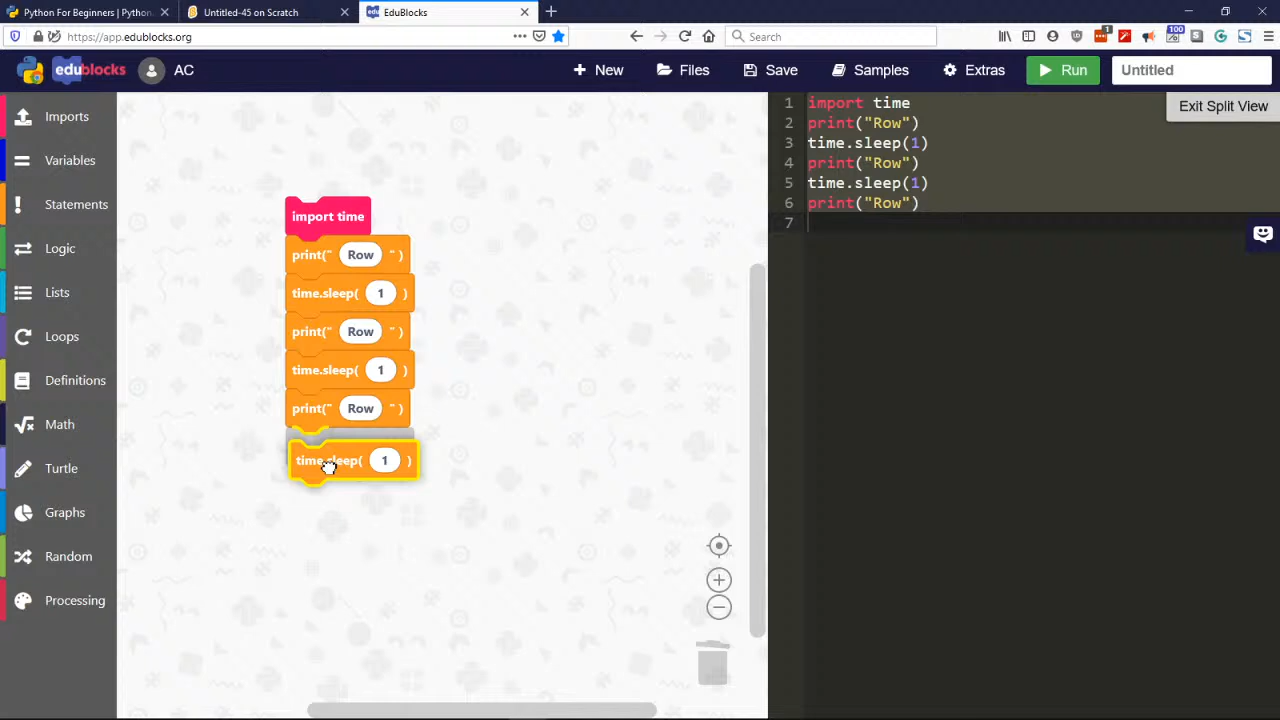 Python For Beginners | Python.
Untitled-45 on Scratch
EduBlocks
https://app.edublocks.org
Search
1
100
edublocks
AC
New
Files
Save
Samples
Extras
Run
Untitled
Imports
Variables
Statements
Logic
Lists
Loops
Definitions
Math
Turtle
Graphs
Random
Processing
import time
print(" Row ")
time.sleep( 1 )
print(" Row ")
time.sleep( 1 )
print(" Row ")
time.sleep( 1 )
1 import time
2 print("Row")
3 time.sleep(1)
4 print("Row")
5 time.sleep(1)
6 print("Row")
7
Exit Split View